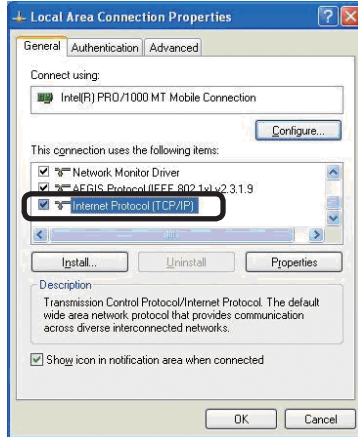 Local Area Connection Properties
General Authentication Advanced
Connect using:
Intel(R) PRO/1000 MT Mobile Connection
Configure...
This connection uses the following items:
Network Monitor Driver
AEGIS Protocol (IEEE 802.1x) v2.3.1.9
Internet Protocol (TCP/IP)
Install... Uninstall Properties
Description
Transmission Control Protocol/Internet Protocol. The default
wide area network protocol that provides communication
across diverse interconnected networks.
Show icon in notification area when connected
OK Cancel